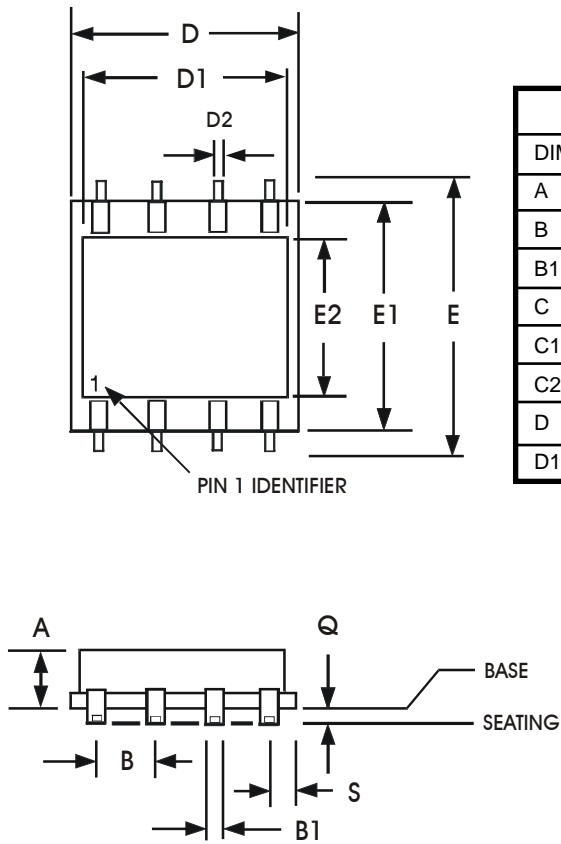 D
D1
D2
E2
E1
E
1
PIN 1 IDENTIFIER
A
B
B1
C
C1
C2
D
D1
A
Q
BASE
SEATING
B
S
B1